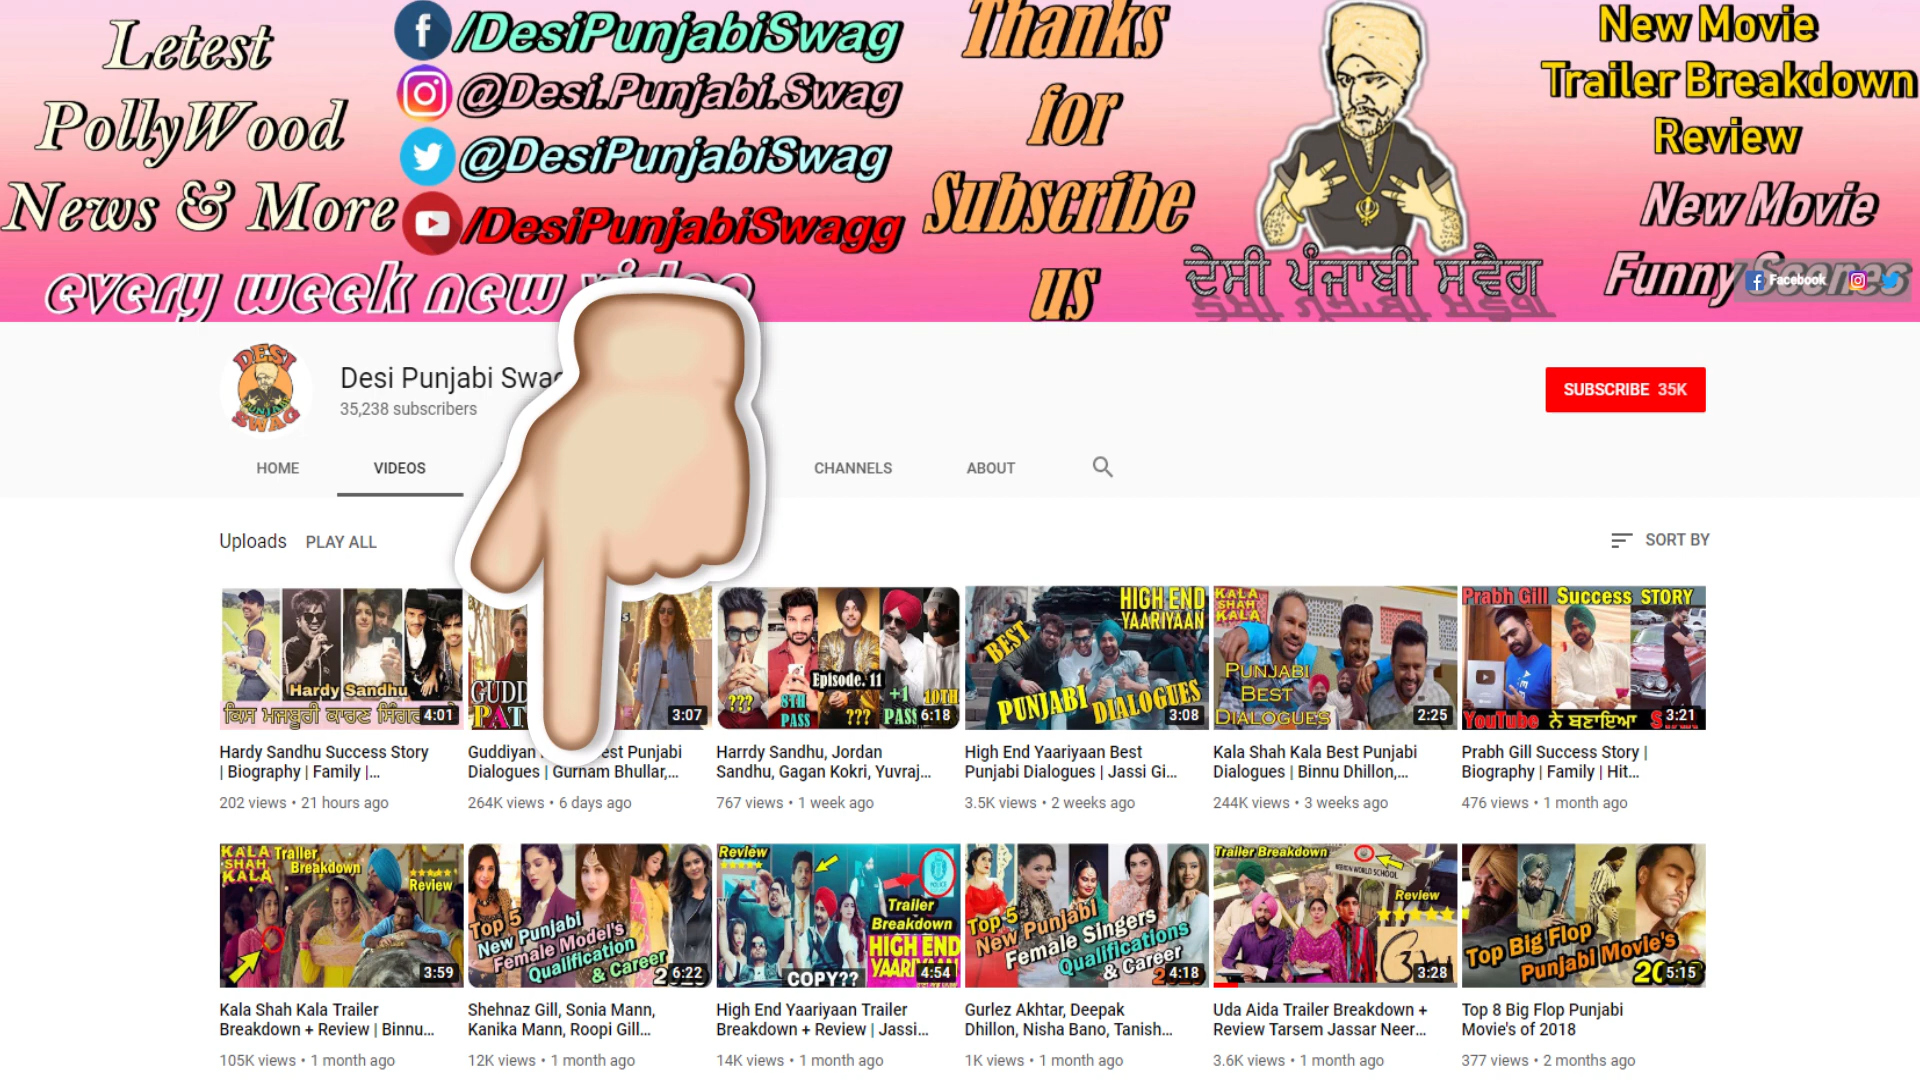 Letest
PollyWood
News & More
every week new video
/DesiPunjabiSwag
@Desi.Punjabi.Swag
@DesiPunjabiSwag
/DesiPunjabiSwagg
Thanks
for
Subscribe
us
ਦੇਸੀ ਪੰਜਾਬੀ ਸਵੈਗ
New Movie
Trailer Breakdown
Review
New Movie
Funny Scenes
Facebook
DESI
PUNJABI
SWAG
Desi Punjabi Swag
35,238 subscribers
SUBSCRIBE 35K
HOME
VIDEOS
CHANNELS
ABOUT
Uploads
PLAY ALL
SORT BY
Hardy Sandhu
ਕਿਸ ਮਜਬੂਰੀ ਕਾਰਣ
4:01
GUDD
PAT
3:07
Episode. 11
???
8TH
PASS
???
+1
PASS
10TH
6:18
HIGH END
YAARIYAAN
BEST
PUNJABI DIALOGUES
3:08
KALA
SHAH
KALA
PUNJABI
BEST
DIALOGUES
2:25
Prabh Gill Success STORY
YouTube ਨੇ ਬਣਾਇਆ
3:21
Hardy Sandhu Success Story
| Biography | Family |...
202 views • 21 hours ago
Guddiyan est Punjabi
Dialogues | Gurnam Bhullar,...
264K views • 6 days ago
Harrdy Sandhu, Jordan
Sandhu, Gagan Kokri, Yuvraj...
767 views • 1 week ago
High End Yaariyaan Best
Punjabi Dialogues | Jassi Gi...
3.5K views • 2 weeks ago
Kala Shah Kala Best Punjabi
Dialogues | Binnu Dhillon,...
244K views • 3 weeks ago
Prabh Gill Success Story |
Biography | Family | Hit...
476 views • 1 month ago
KALA
SHAH
KALA
Trailer
Breakdown
Review
3:59
Top 5
New Punjabi
Female Model's
Qualification
& Career
6:22
Review
Trailer
Breakdown
HIGH END
COPY??
POLICE
4:54
Top 5
New Punjabi
Female Singers
Qualifications
& Career
4:18
Trailer Breakdown
WORLD SCHOOL
Review
3:28
Top Big Flop
Punjabi Movie's
5:15
Kala Shah Kala Trailer
Breakdown + Review | Binnu...
105K views • 1 month ago
Shehnaz Gill, Sonia Mann,
Kanika Mann, Roopi Gill...
12K views • 1 month ago
High End Yaariyaan Trailer
Breakdown + Review | Jassi...
14K views • 1 month ago
Gurlez Akhtar, Deepak
Dhillon, Nisha Bano, Tanish...
1K views • 1 month ago
Uda Aida Trailer Breakdown +
Review Tarsem Jassar Neer...
3.6K views • 1 month ago
Top 8 Big Flop Punjabi
Movie's of 2018
377 views • 2 months ago